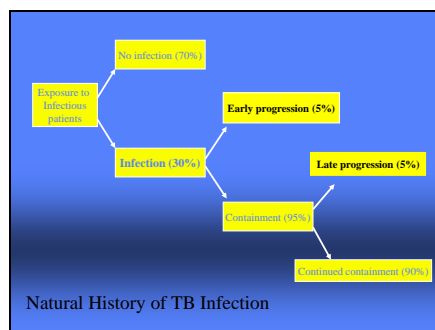 No infection (70%)
Exposure to
Infectious
patients
Early progression (5%)
Infection (30%)
Late progression (5%)
Containment (95%)
Continued containment (90%)
Natural History of TB Infection